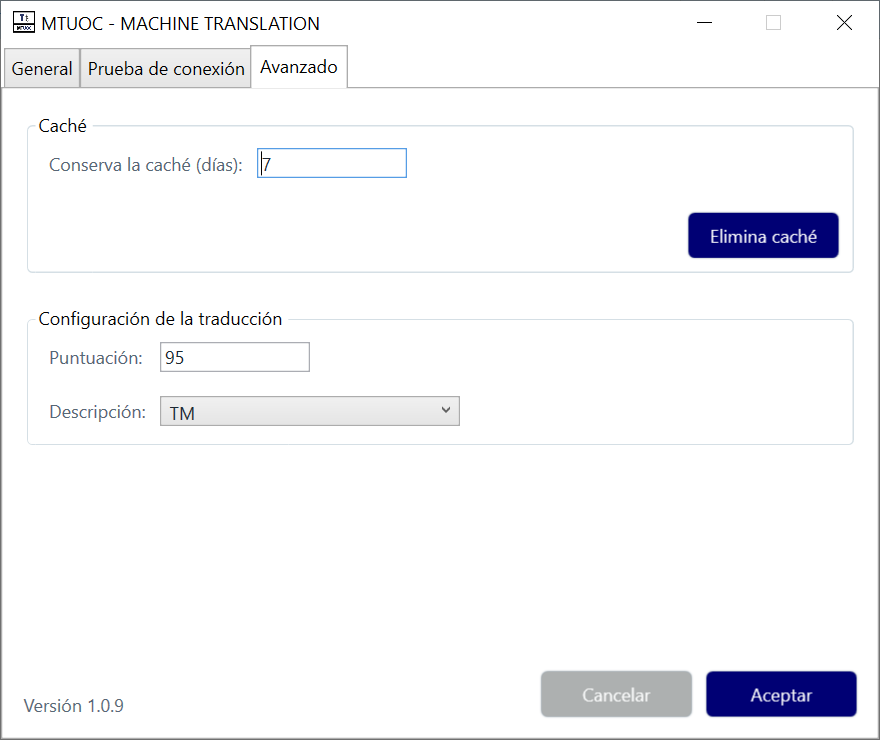 MTUOC - MACHINE TRANSLATION
General Prueba de conexión Avanzado
Caché
Conserva la caché (días): 7
Elimina caché
Configuración de la traducción
Puntuación: 95
Descripción: TM
Cancelar Aceptar
Versión 1.0.9